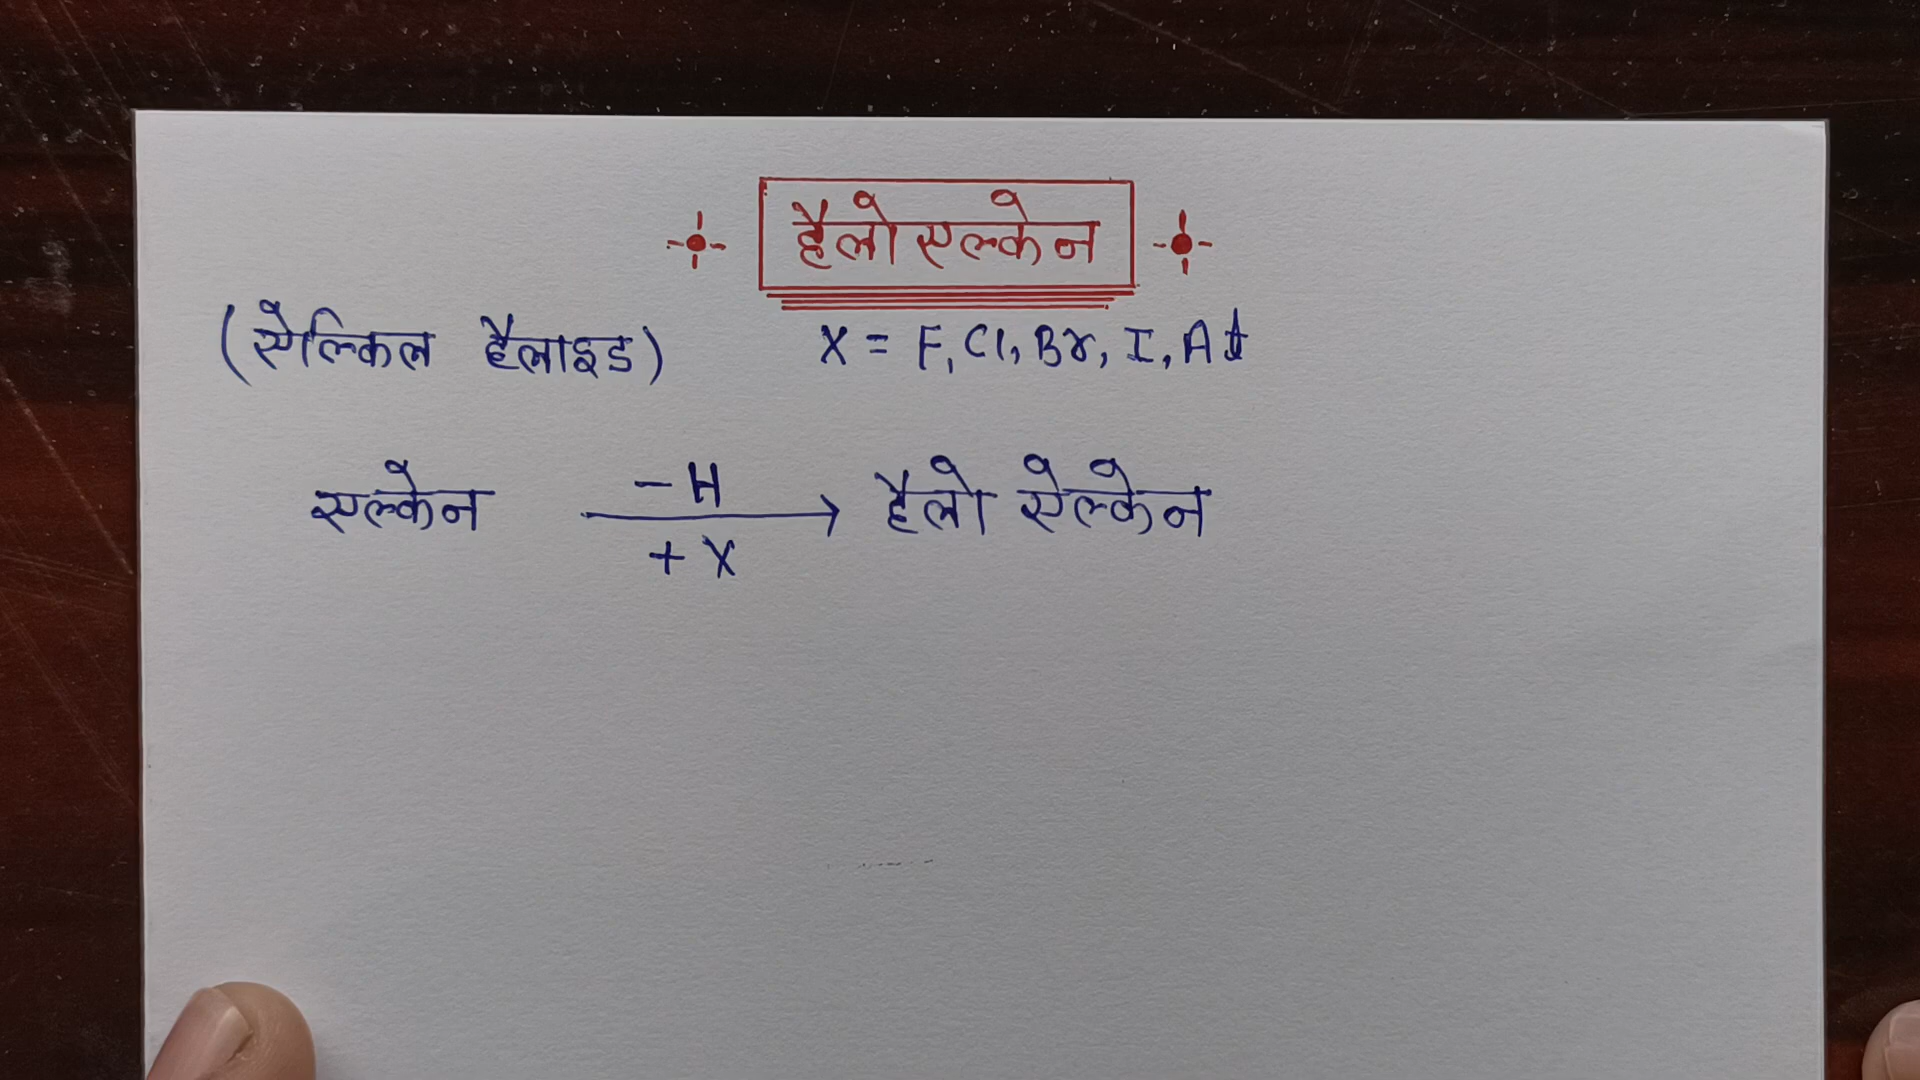 हैलोएल्केन
(ऐल्किल हैलाइड) X = F, Cl, Br, I, At
एल्केन -H +X → हैलो ऐल्केन